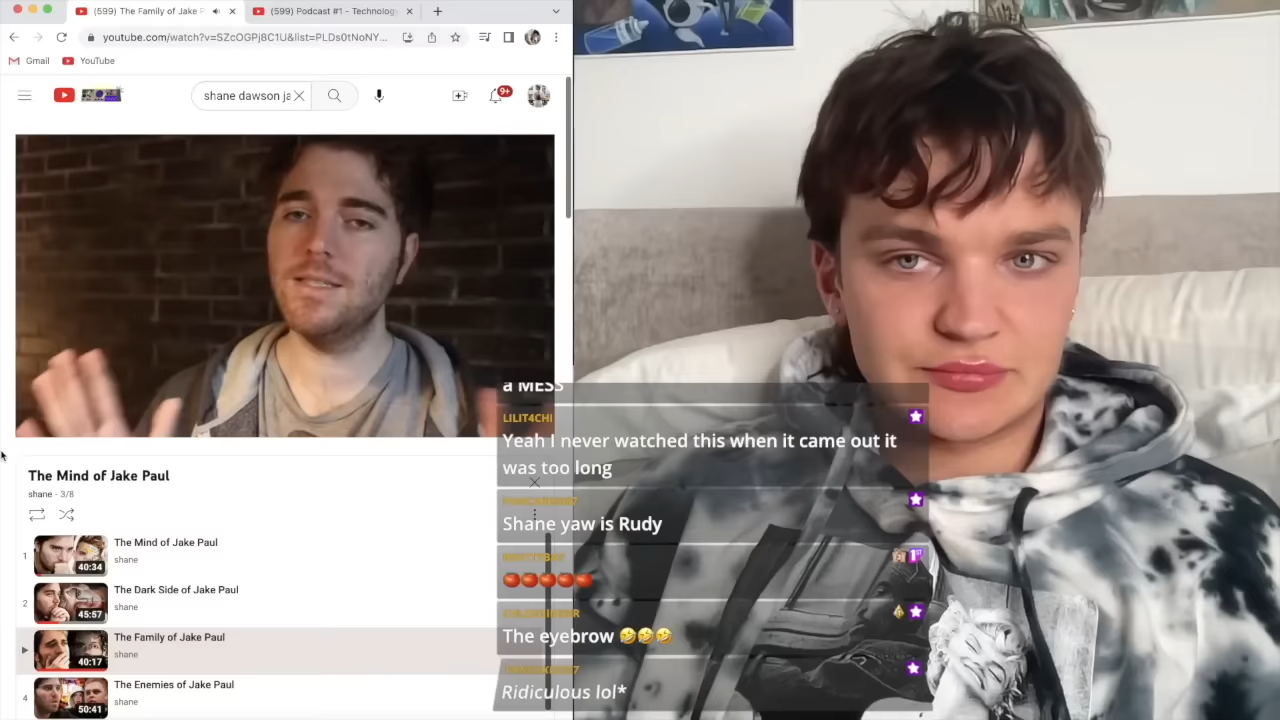 (599) The Family of Jake P
(599) Podcast #1 - Technolog
youtube.com/watch?v=SZcOGPj8C1U&list=PLDs0tNoNY...
Gmail
YouTube
shane dawson ja
9+
The Mind of Jake Paul
shane - 3/8
1
The Mind of Jake Paul
shane
40:34
2
The Dark Side of Jake Paul
shane
45:57
The Family of Jake Paul
shane
40:17
4
The Enemies of Jake Paul
shane
50:41
a MESS
LILIT4CHI
Yeah I never watched this when it came out it
was too long
Shane yaw is Rudy
1ST
🍅🍅🍅🍅🍅
The eyebrow 🤣🤣🤣
Ridiculous lol*